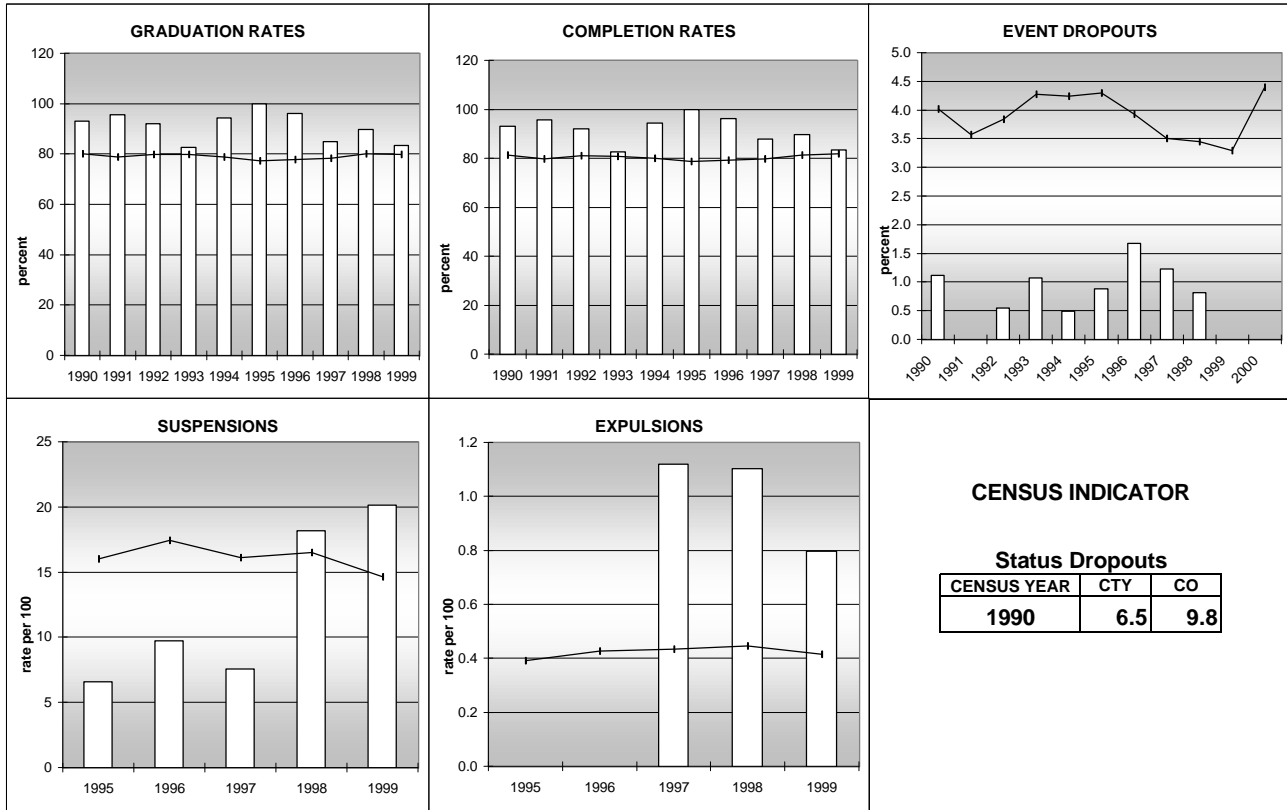 GRADUATION RATES
120
100
80
60
40
20
0
percent
1990 1991 1992 1993 1994 1995 1996 1997 1998 1999
COMPLETION RATES
120
100
80
60
40
20
0
percent
1990 1991 1992 1993 1994 1995 1996 1997 1998 1999
EVENT DROPOUTS
5.0
4.5
4.0
3.5
3.0
2.5
2.0
1.5
1.0
0.5
0.0
percent
1990 1991 1992 1993 1994 1995 1996 1997 1998 1999 2000
SUSPENSIONS
25
20
15
10
5
0
rate per 100
1995 1996 1997 1998 1999
EXPULSIONS
1.2
1.0
0.8
0.6
0.4
0.2
0.0
rate per 100
1995 1996 1997 1998 1999
CENSUS INDICATOR
Status Dropouts
CENSUS YEAR CTY CO
1990 6.5 9.8